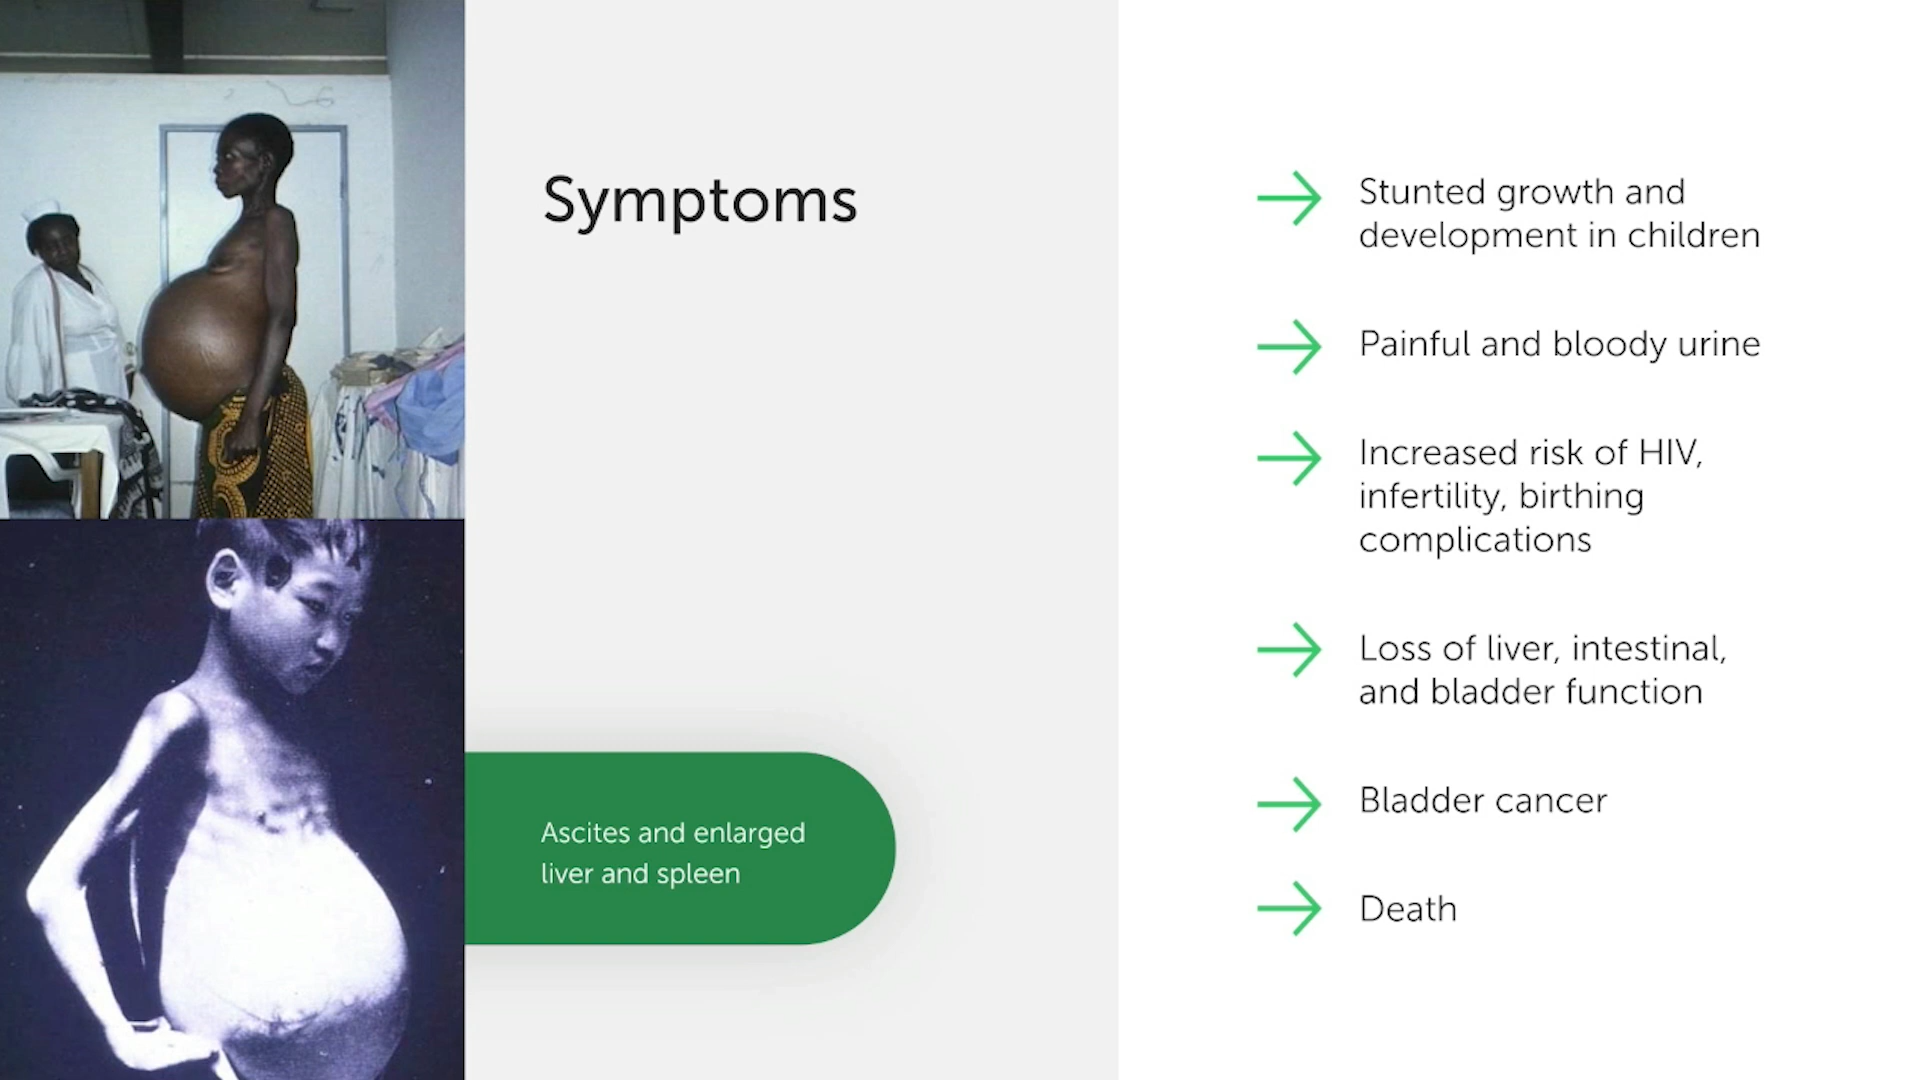 Symptoms
Ascites and enlarged
liver and spleen
Stunted growth and
development in children
Painful and bloody urine
Increased risk of HIV,
infertility, birthing
complications
Loss of liver, intestinal,
and bladder function
Bladder cancer
Death